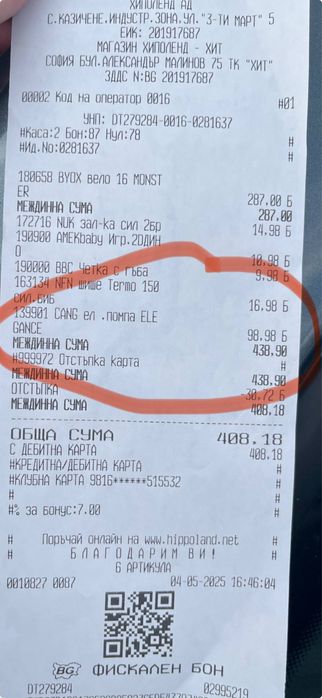 ХИПОЛЕНД АД
С.КАЗИЧЕНЕ.ИНДУСТР.ЗОНА.УЛ."3-ТИ МАРТ" 5
ЕИК: 201917687
МАГАЗИН ХИПОЛЕНД - ХИТ
СОФИЯ БУЛ.АЛЕКСАНДЪР МАЛИНОВ 75 ТК "ХИТ"
ЗДДС N:BG 201917687
00002 Код на оператор 0016 #01
УНП: DT279284-0016-0281637
#Каса:2 Бон:87 Нул:78 #
#Ид.No:0281637 #
180658 BYOX вело 16 MONST
ER 287.00 Б
МЕЖДИННА СУМА 287.00
172716 NUK зал-ка сил 2бр 14.98 Б
190900 AMEKbaby Игр.2Один
О 10.98 Б
190000 BBC Четка с гъба 9.98 Б
163134 NFN шише Termo 150
сил.биб 16.98 Б
139901 CANG ел .помпа ELE
GANCE 98.98 Б
МЕЖДИННА СУМА 438.90
#999972 Отстъпка карта #
МЕЖДИННА СУМА 438.90
ОТСТЪПКА -30.72 Б
МЕЖДИННА СУМА 408.18
ОБЩА СУМА 408.18
С ДЕБИТНА КАРТА 408.18
#КРЕДИТНА/ДЕБИТНА КАРТА #
#КЛУБНА КАРТА 9816******515532 #
# #
#% за бонус:7.00 #
# Поръчай онлайн на www.hippoland.net #
# Б Л А Г О Д А Р И М В И ! #
6 АРТИКУЛА
0010827 0087 04-05-2025 16:46:04
BG ФИСКАЛЕН БОН
DT279284 02995219